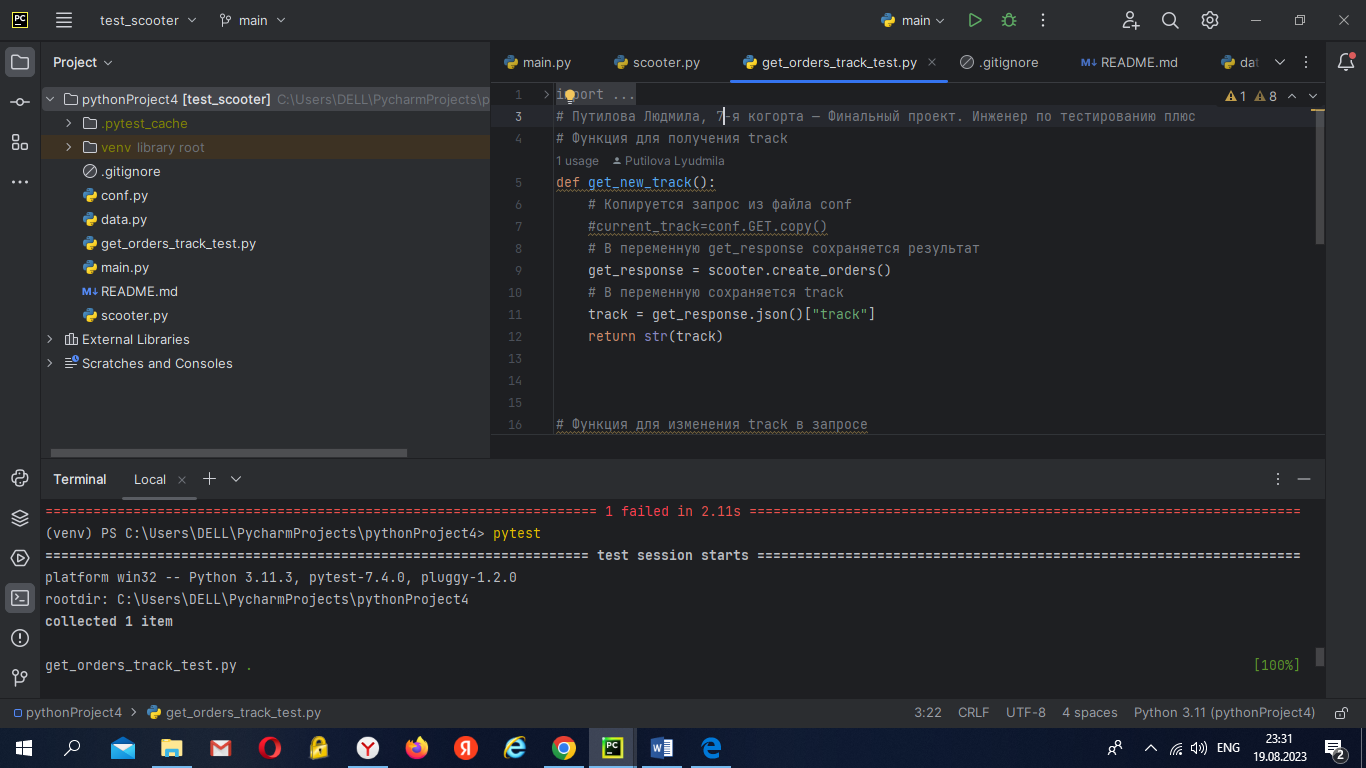 PC test_scooter main main
Project
main.py scooter.py get_orders_track_test.py .gitignore M↓ README.md dat
pythonProject4 [test_scooter] C:\Users\DELL\PycharmProjects\p
.pytest_cache
venv library root
.gitignore
conf.py
data.py
get_orders_track_test.py
main.py
M↓ README.md
scooter.py
External Libraries
Scratches and Consoles
1 import ... 1 8
3 # Путилова Людмила, 7-я когорта — Финальный проект. Инженер по тестированию плюс
4 # Функция для получения track
1 usage Putilova Lyudmila
5 def get_new_track():
6 # Копируется запрос из файла conf
7 #current_track=conf.GET.copy()
8 # В переменную get_response сохраняется результат
9 get_response = scooter.create_orders()
10 # В переменную сохраняется track
11 track = get_response.json()["track"]
12 return str(track)
13
14
15
16 # Функция для изменения track в запросе
Terminal Local
===================================================================== 1 failed in 2.11s =====================================================================
(venv) PS C:\Users\DELL\PycharmProjects\pythonProject4> pytest
==================================================================== test session starts ====================================================================
platform win32 -- Python 3.11.3, pytest-7.4.0, pluggy-1.2.0
rootdir: C:\Users\DELL\PycharmProjects\pythonProject4
collected 1 item
get_orders_track_test.py . [100%]
pythonProject4 get_orders_track_test.py 3:22 CRLF UTF-8 4 spaces Python 3.11 (pythonProject4)
ENG 23:31
19.08.2023 2